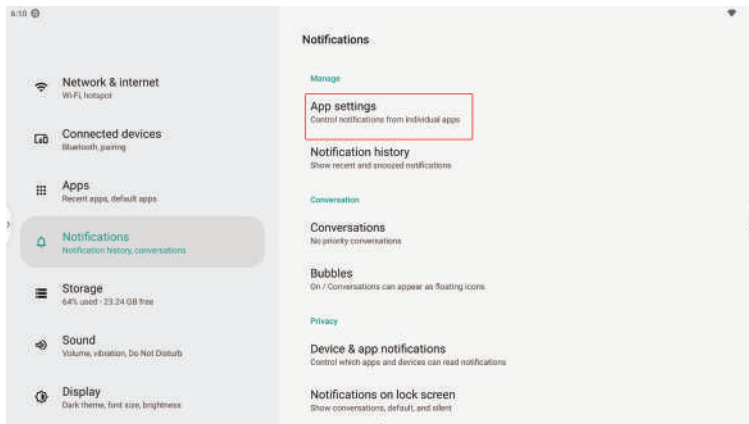 6:10
Network & internet
Wi-Fi, hotspot
Connected devices
Bluetooth, pairing
Apps
Recent apps, default apps
Notifications
Notification history, conversations
Storage
64% used - 23.24 GB free
Sound
Volume, vibration, Do Not Disturb
Display
Dark theme, font size, brightness
Notifications
Manage
App settings
Control notifications from individual apps
Notification history
Show recent and snoozed notifications
Conversation
Conversations
No priority conversations
Bubbles
On / Conversations can appear as floating icons
Privacy
Device & app notifications
Control which apps and devices can read notifications
Notifications on lock screen
Show conversations, default, and silent